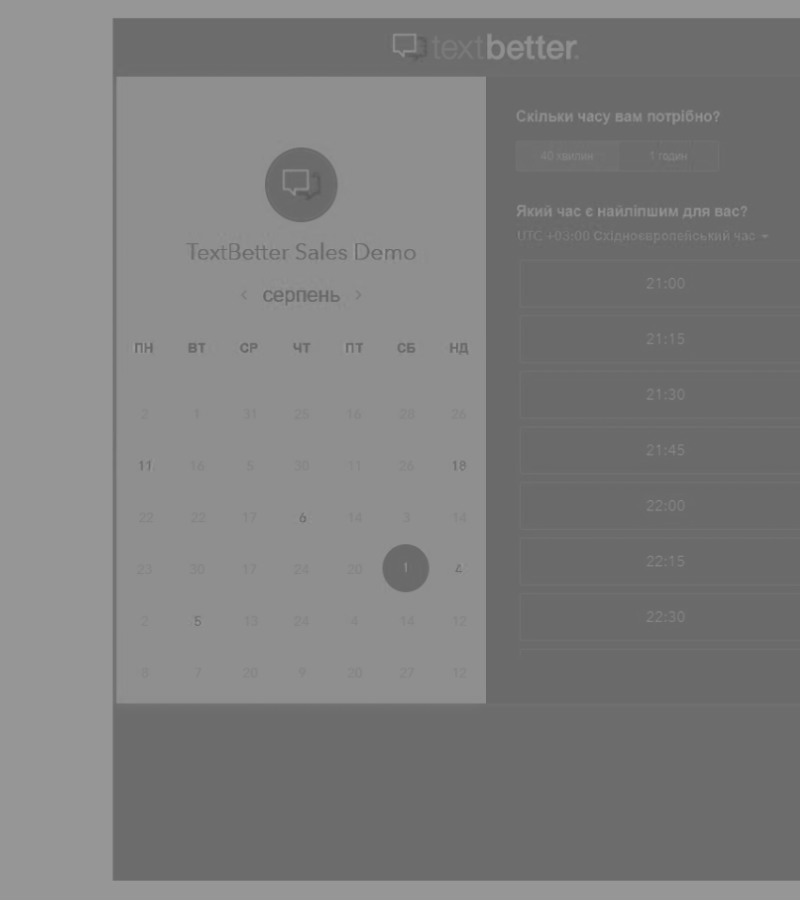 textbetter.
TextBetter Sales Demo
‹ серпень ›
ПН ВТ СР ЧТ ПТ СБ НД
2 1 31 25 16 20 26
11 16 5 30 11 26 18
22 22 17 6 14 3 14
23 30 17 24 20 1 4
2 5 13 24 4 14 12
8 7 20 9 20 27 12
Скільки часу вам потрібно?
40 хвилин 1 годин
Який час є найліпшим для вас?
UTC +03:00 Східноєвропейський час
21:00
21:15
21:30
21:45
22:00
22:15
22:30